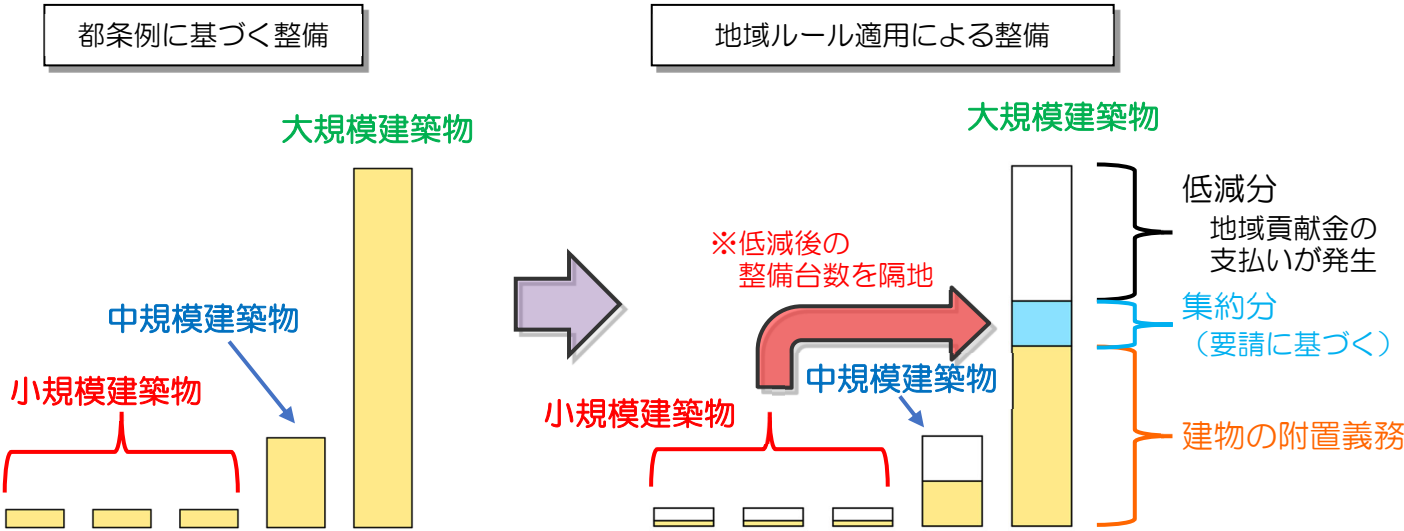 都条例に基づく整備
大規模建築物
中規模建築物
小規模建築物
地域ルール適用による整備
大規模建築物
※低減後の
整備台数を隔地
中規模建築物
小規模建築物
低減分
地域貢献金の
支払いが発生
集約分
（要請に基づく）
建物の附置義務